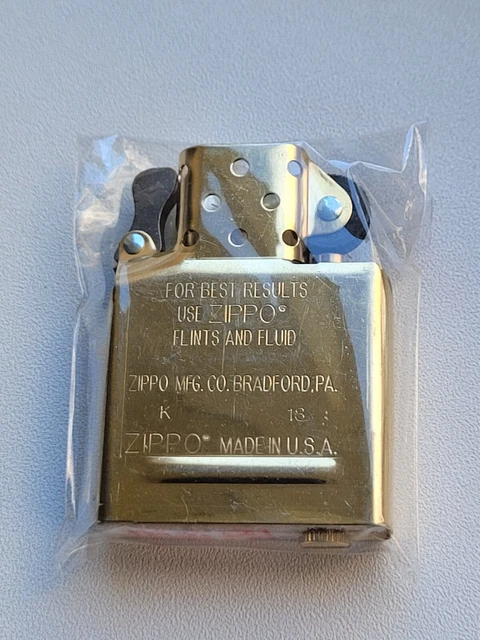 FOR BEST RESULTS
USE ZIPPO®
FLINTS AND FLUID
ZIPPO MFG. CO. BRADFORD, PA.
K 18
ZIPPO® MADE IN U.S.A.